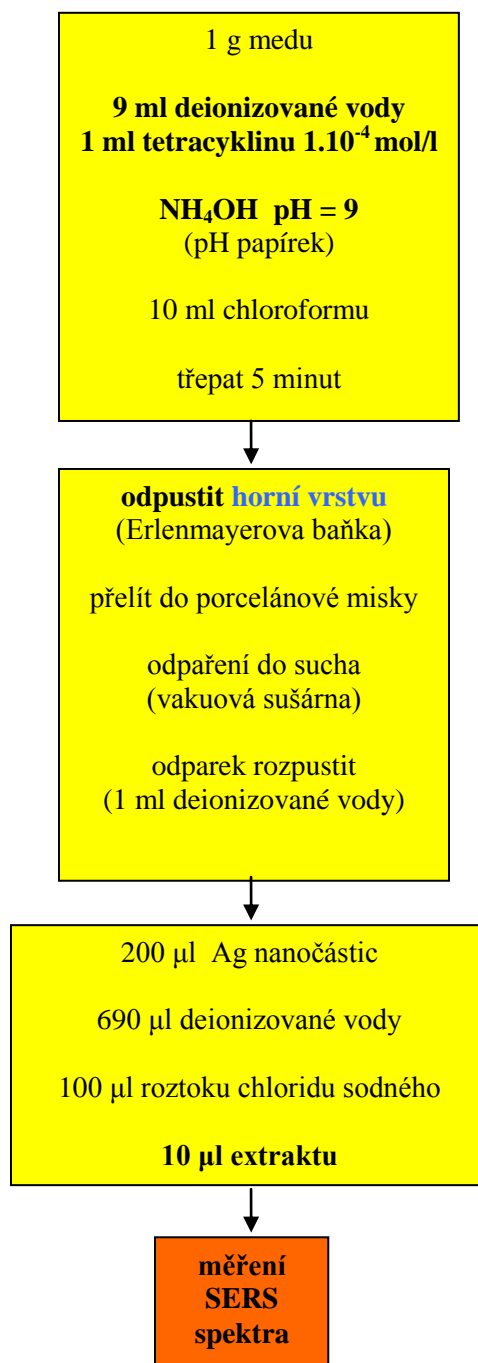 1 g medu
9 ml deionizované vody
1 ml tetracyklinu 1.10⁻⁴ mol/l
NH₄OH pH = 9
(pH papírek)
10 ml chloroformu
třepat 5 minut
odpustit horní vrstvu
(Erlenmayerova baňka)
přelít do porcelánové misky
odpaření do sucha
(vakuová sušárna)
odparek rozpustit
(1 ml deionizované vody)
200 μl Ag nanočástic
690 μl deionizované vody
100 μl roztoku chloridu sodného
10 μl extraktu
měření
SERS
spektra